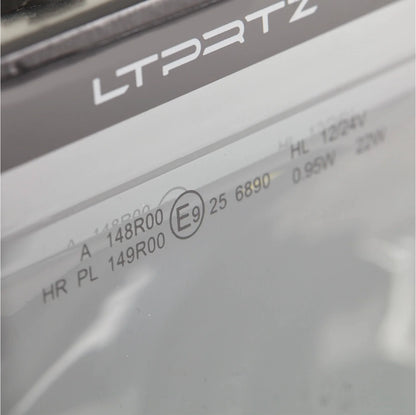 LTPRTZ
HL 12/24V
A 148R00 E9 25 6890 0.95W 22W
HR PL 149R00